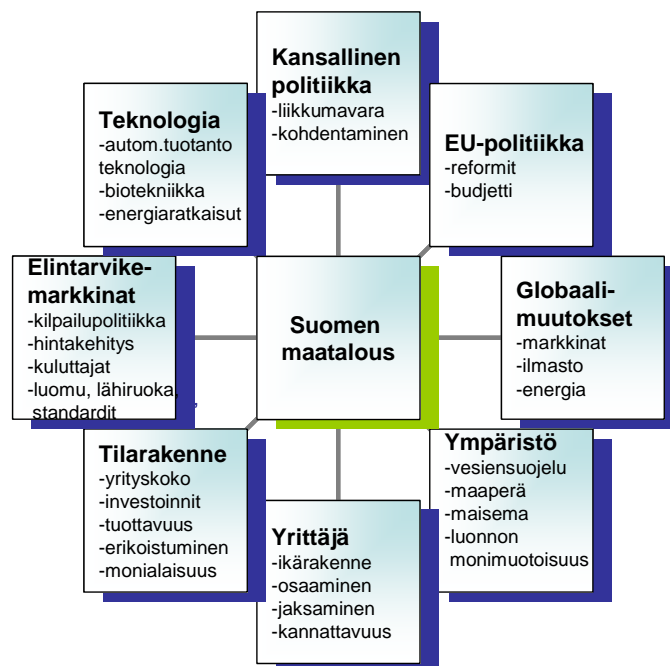 Kansallinen
politiikka
-liikkumavara
-kohdentaminen
Teknologia
-autom.tuotanto
teknologia
-biotekniikka
-energiaratkaisut
EU-politiikka
-reformit
-budjetti
Elintarvike-
markkinat
-kilpailupolitiikka
-hintakehitys
-kuluttajat
-luomu, lähiruoka,
standardit
,
Suomen
maatalous
Globaali-
muutokset
-markkinat
-ilmasto
-energia
Tilarakenne
-yrityskoko
-investoinnit
-tuottavuus
-erikoistuminen
-monialaisuus
Yrittäjä
-ikärakenne
-osaaminen
-jaksaminen
-kannattavuus
Ympäristö
-vesiensuojelu
-maaperä
-maisema
-luonnon
monimuotoisuus